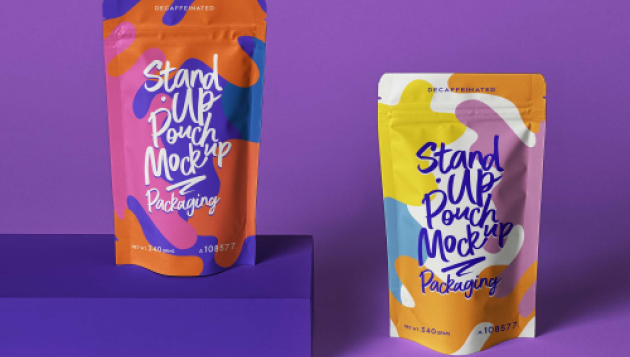 DECAFFEINATED
Stand
Up
Pouch
Mockup
Packaging
NET WT. 340 GRAMS
108577
DECAFFEINATED
Stand
Up
Pouch
Mockup
Packaging
NET WT. 340 GRAMS
108577